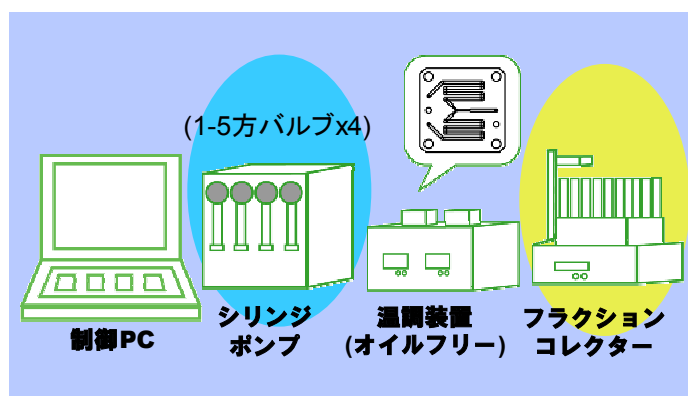 (1-5方バルブx4)
制御PC
シリンジ
ポンプ
温調装置
(オイルフリー)
フラクション
コレクター